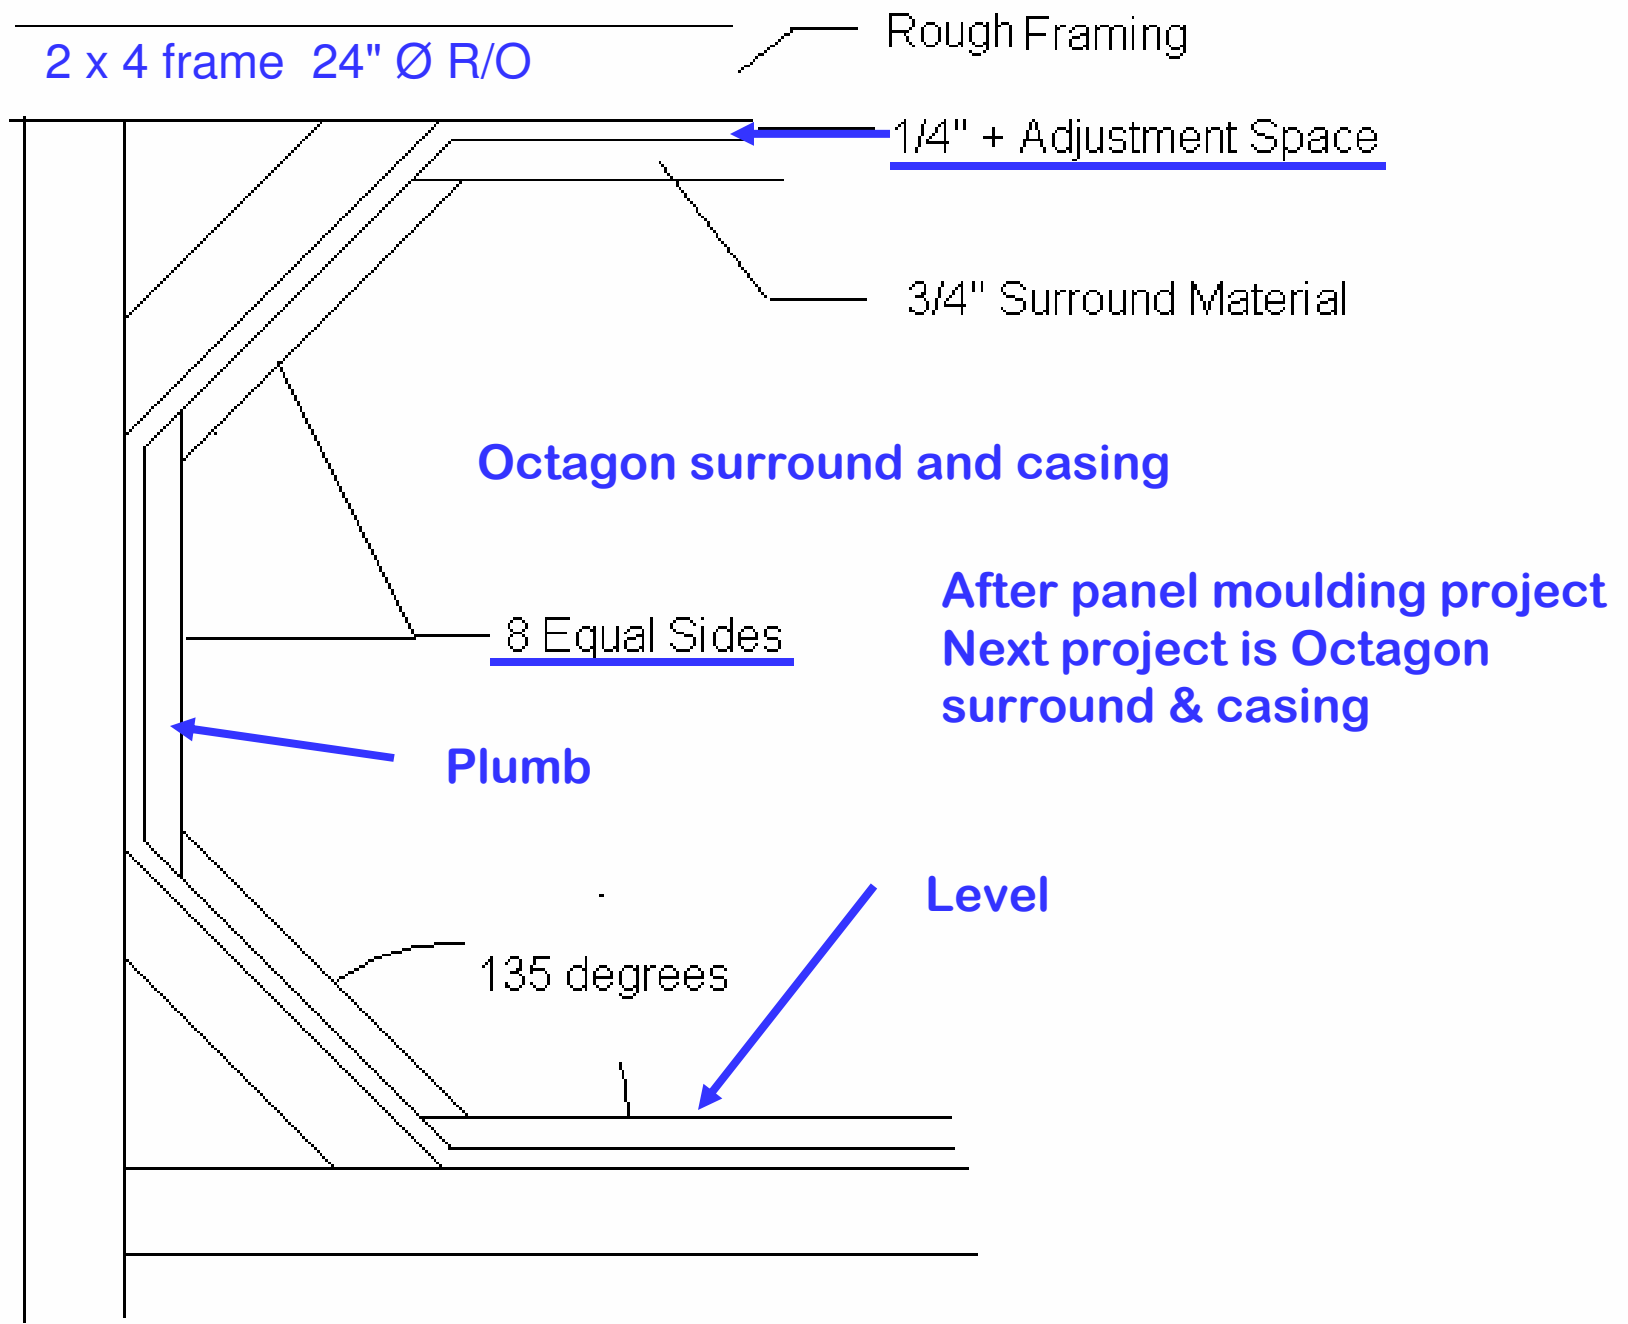 Rough Framing
2 x 4 frame 24" Ø R/O
1/4" + Adjustment Space
3/4" Surround Material
Octagon surround and casing
After panel moulding project
Next project is Octagon
surround & casing
8 Equal Sides
Plumb
Level
135 degrees